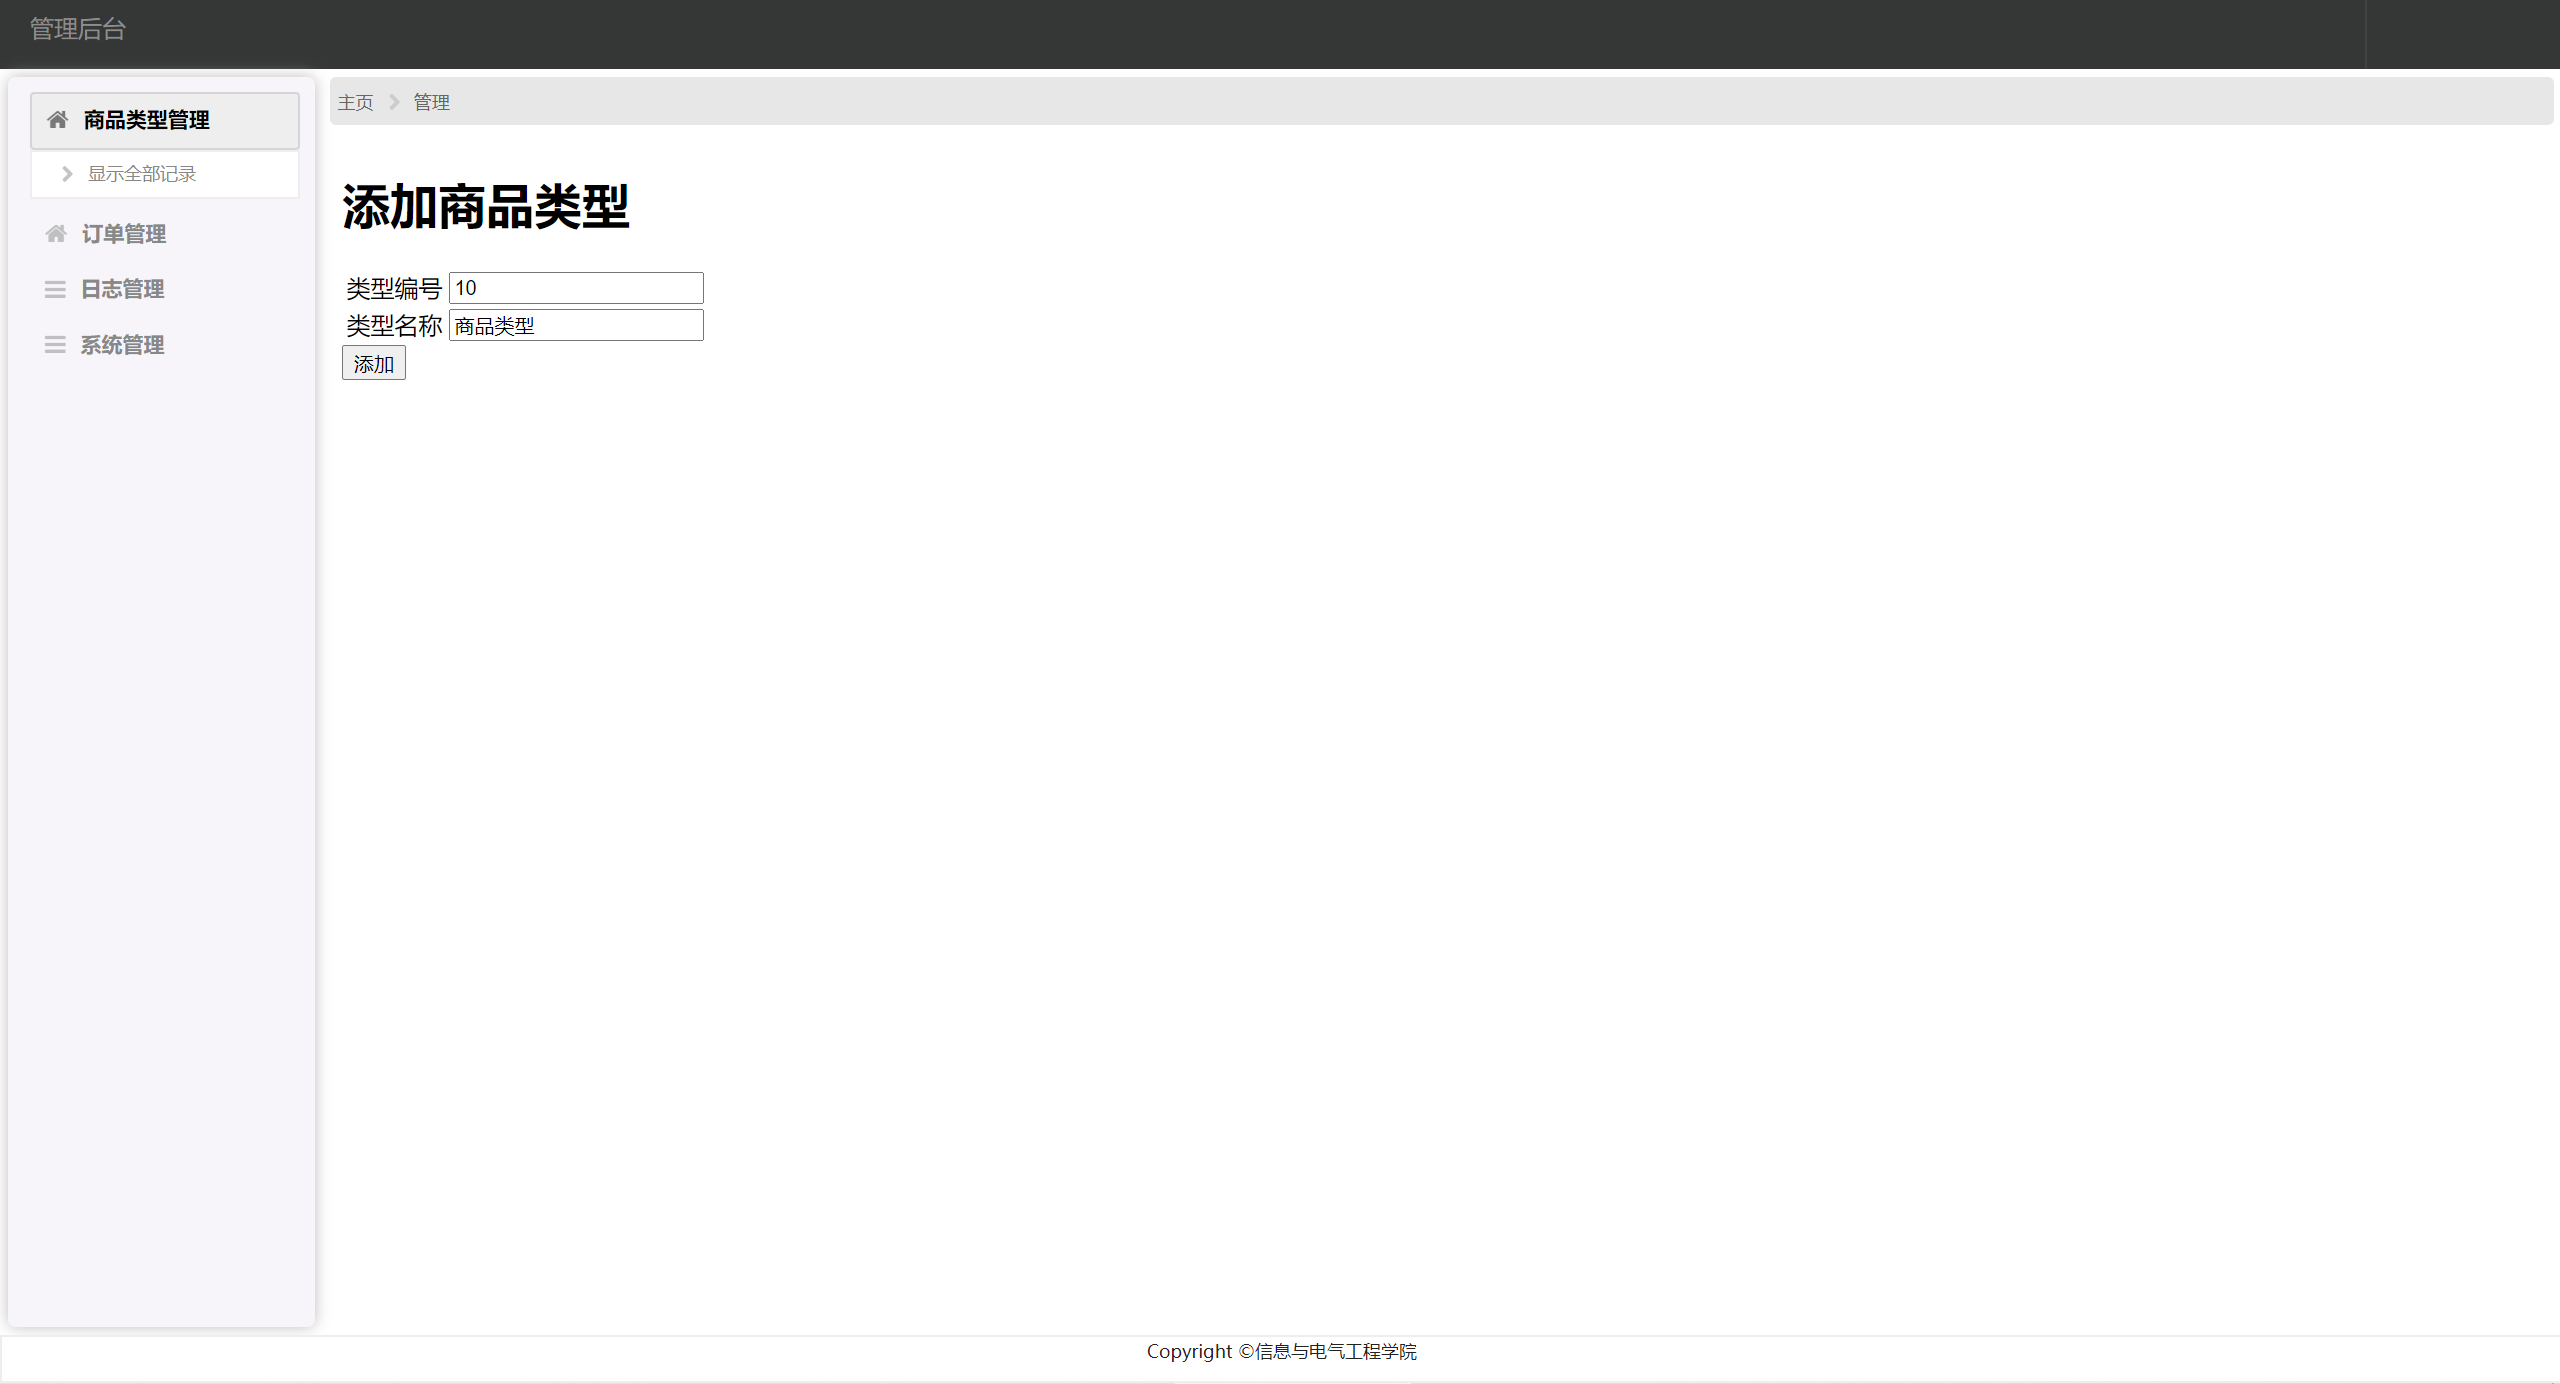 管理后台
商品类型管理
显示全部记录
订单管理
日志管理
系统管理
主页 管理
添加商品类型
类型编号 10
类型名称 商品类型
添加
Copyright ©信息与电气工程学院